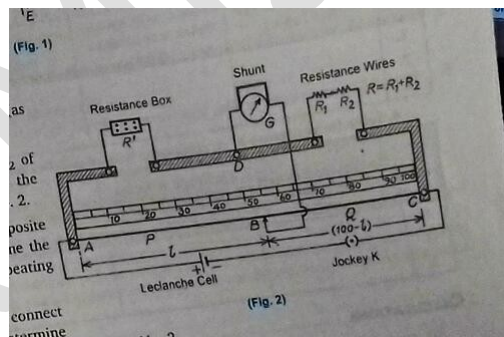 E
(Fig. 1)
as
of
the
. 2.
posite
ne the
peating
connect
termine
Resistance Box
R'
Shunt
G
Resistance Wires
R1 R2
R=R1+R2
D
10 20 30 40 50 60 70 80 90 100
A P B Q C
l (100-l)
+ −
Leclanche Cell
Jockey K
(Fig. 2)